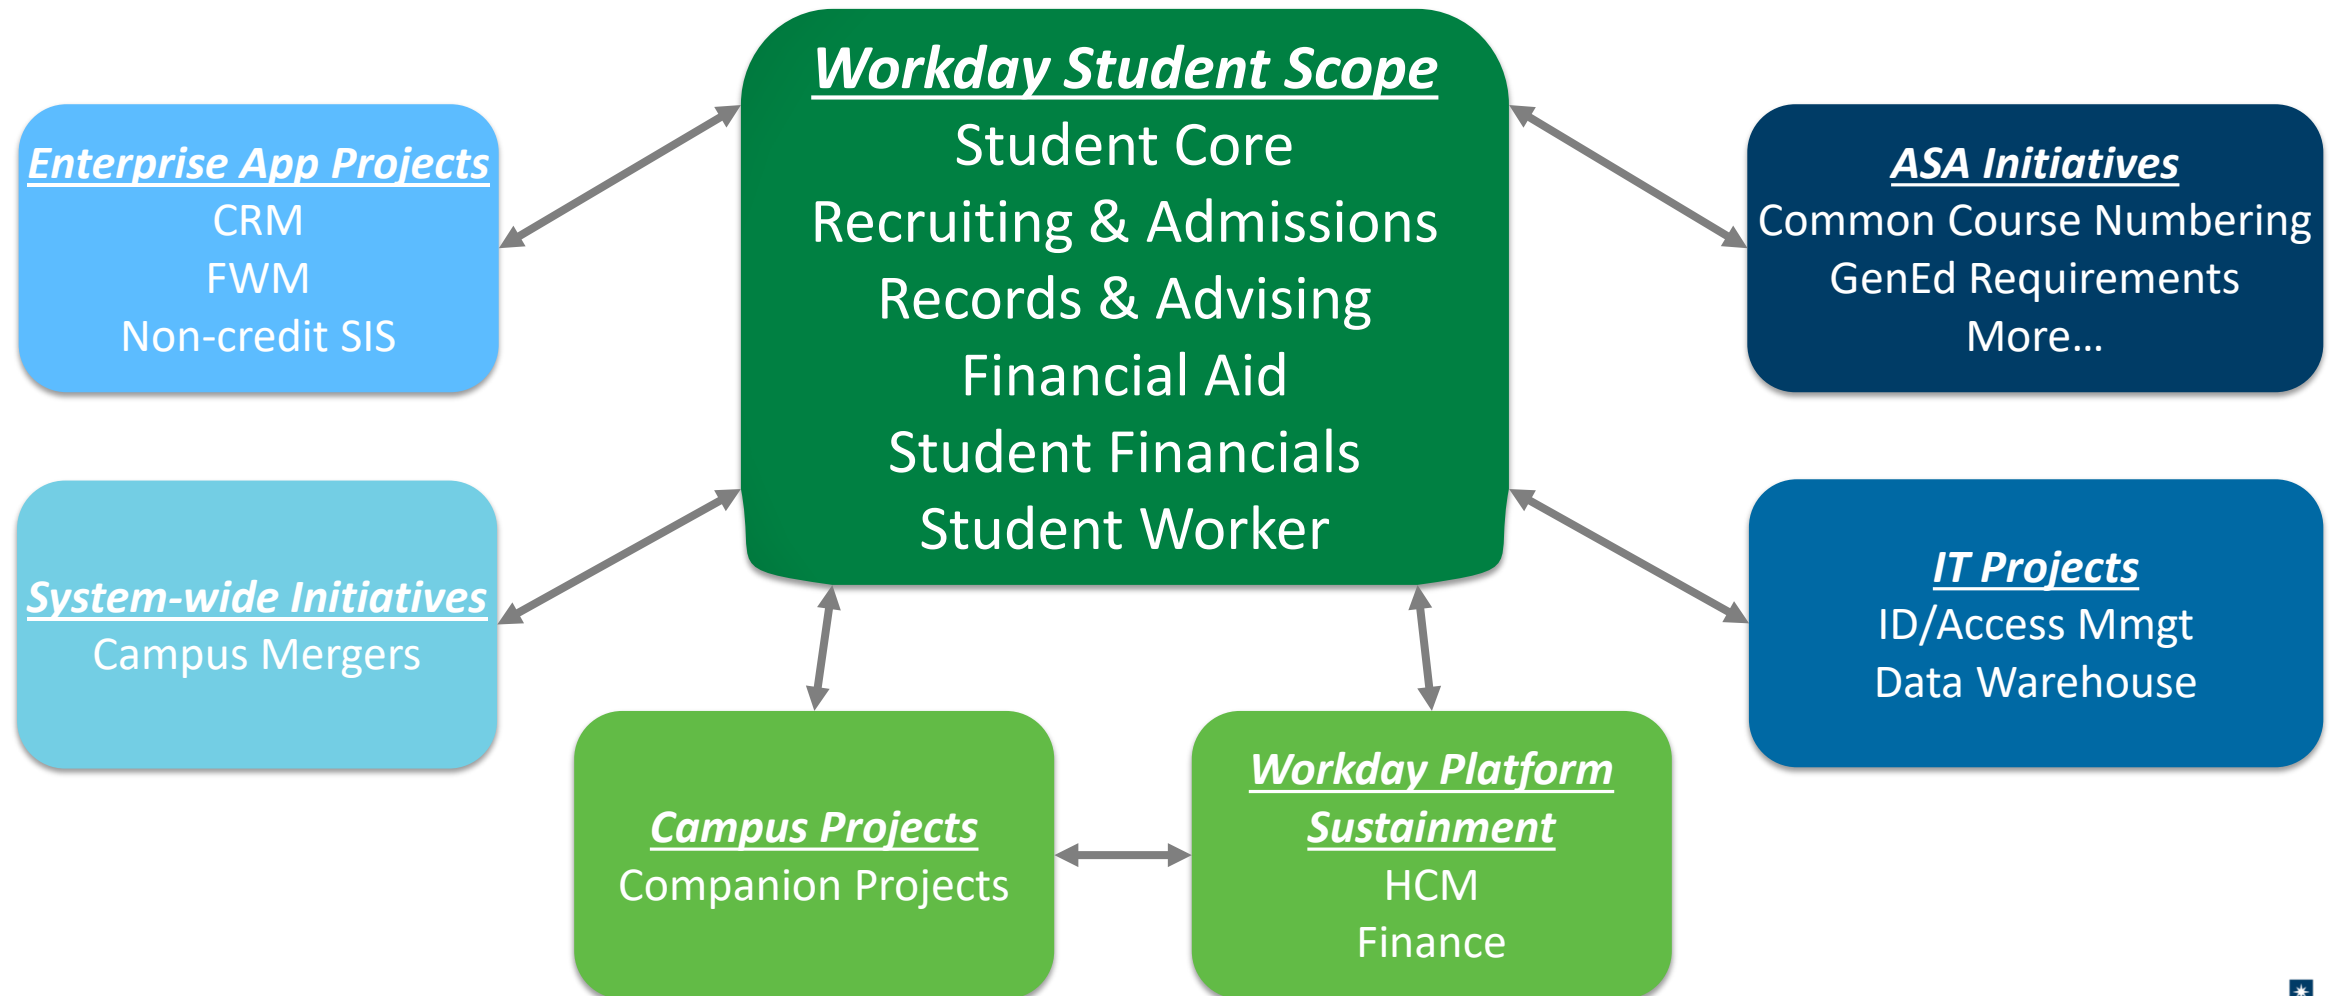 Workday Student Scope
Student Core
Recruiting & Admissions
Records & Advising
Financial Aid
Student Financials
Student Worker
Enterprise App Projects
CRM
FWM
Non-credit SIS
ASA Initiatives
Common Course Numbering
GenEd Requirements
More...
System-wide Initiatives
Campus Mergers
IT Projects
ID/Access Mmgt
Data Warehouse
Campus Projects
Companion Projects
Workday Platform
Sustainment
HCM
Finance